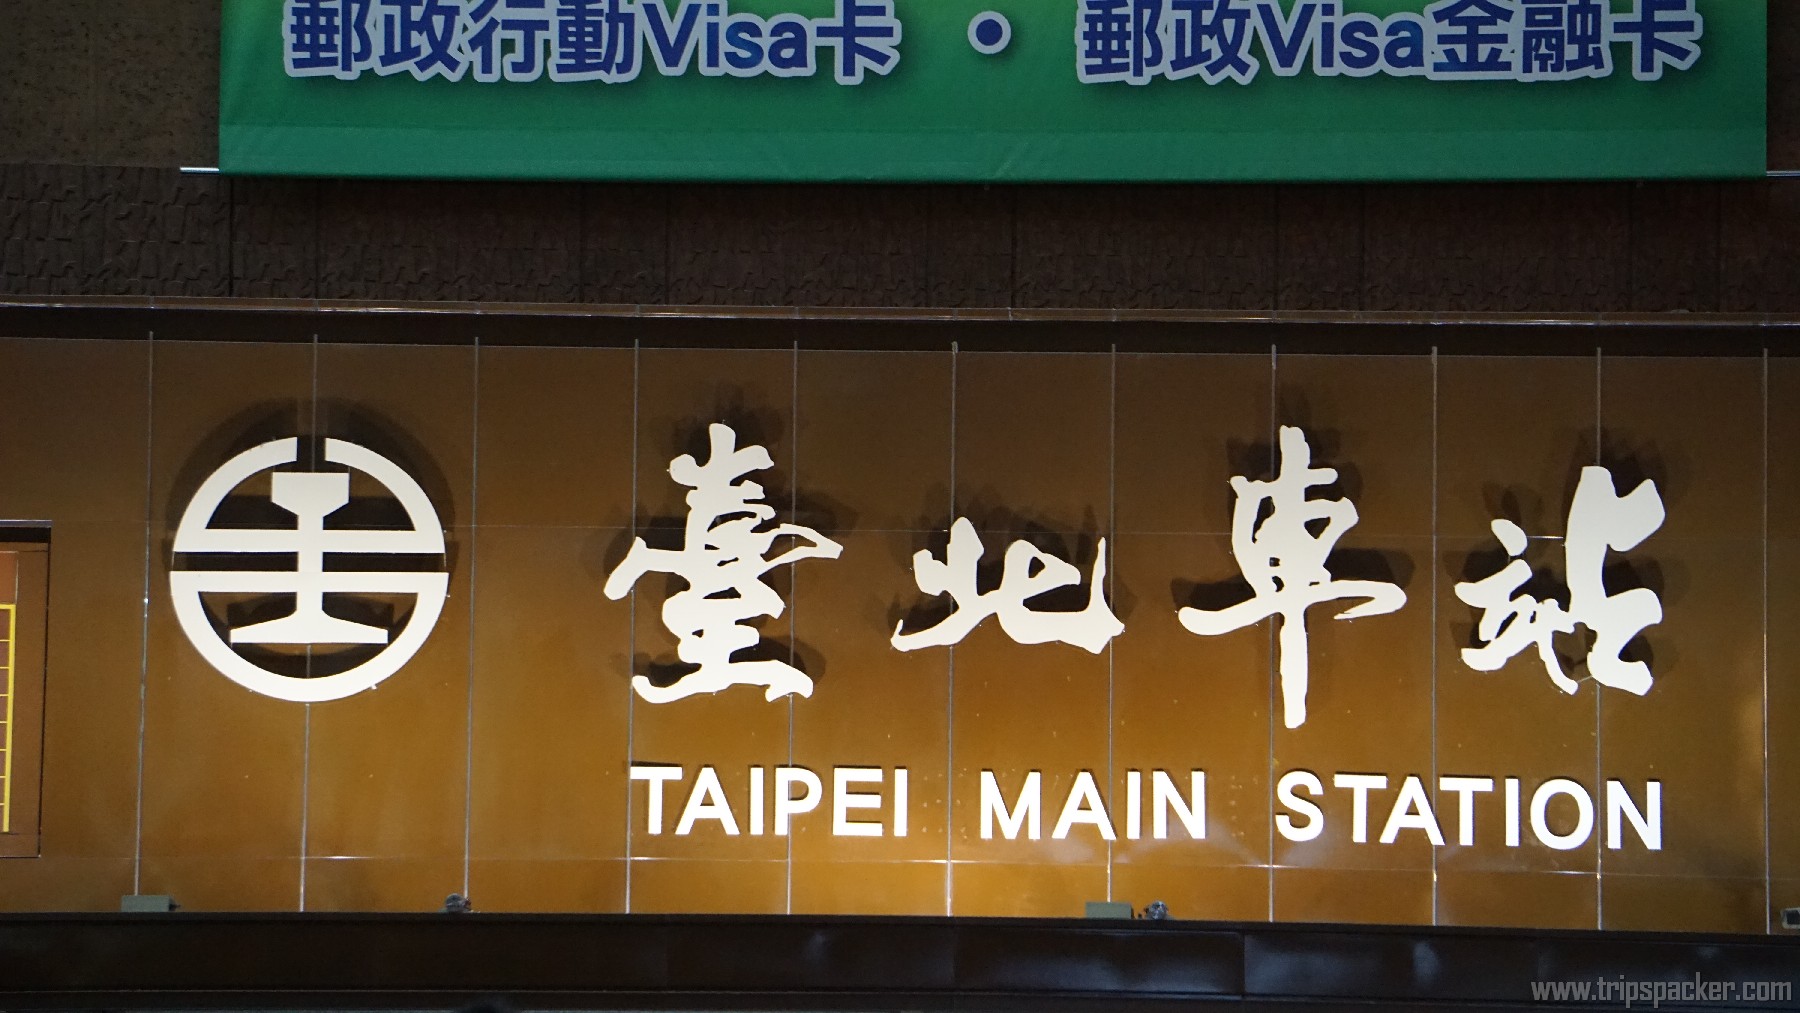 郵政行動Visa卡 • 郵政Visa金融卡
臺北車站
TAIPEI MAIN STATION
www.tripspacker.com